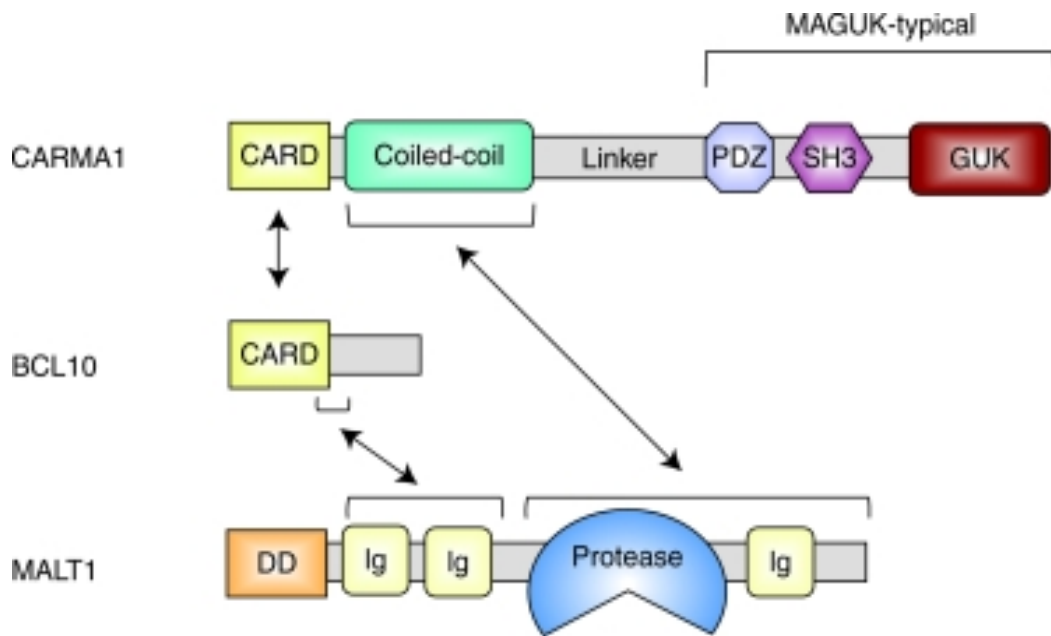 MAGUK-typical
CARMA1 CARD Coiled-coil Linker PDZ SH3 GUK
BCL10 CARD
MALT1 DD Ig Ig Protease Ig